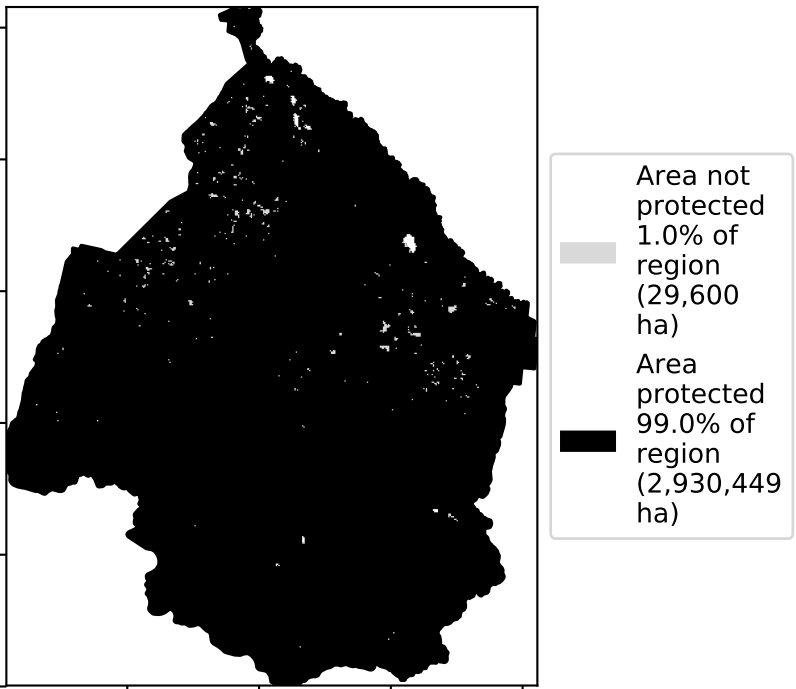 Area not
protected
1.0% of
region
(29,600
ha)
Area
protected
99.0% of
region
(2,930,449
ha)